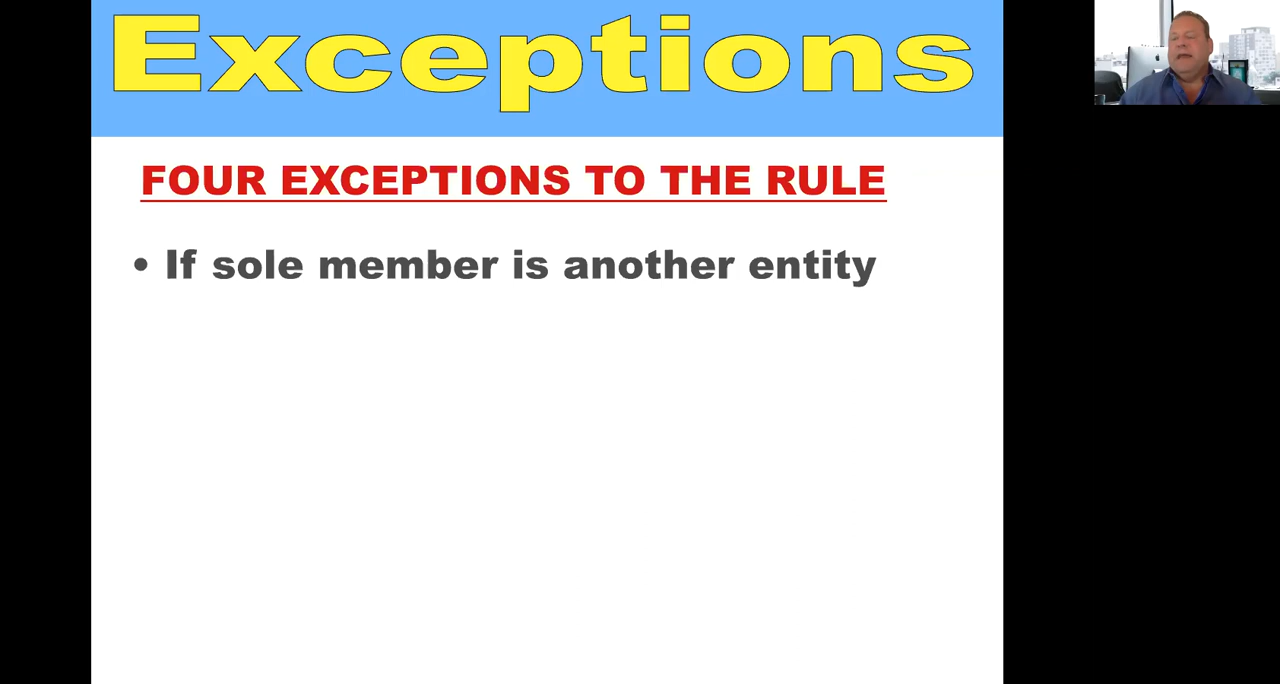 Exceptions
FOUR EXCEPTIONS TO THE RULE
• If sole member is another entity